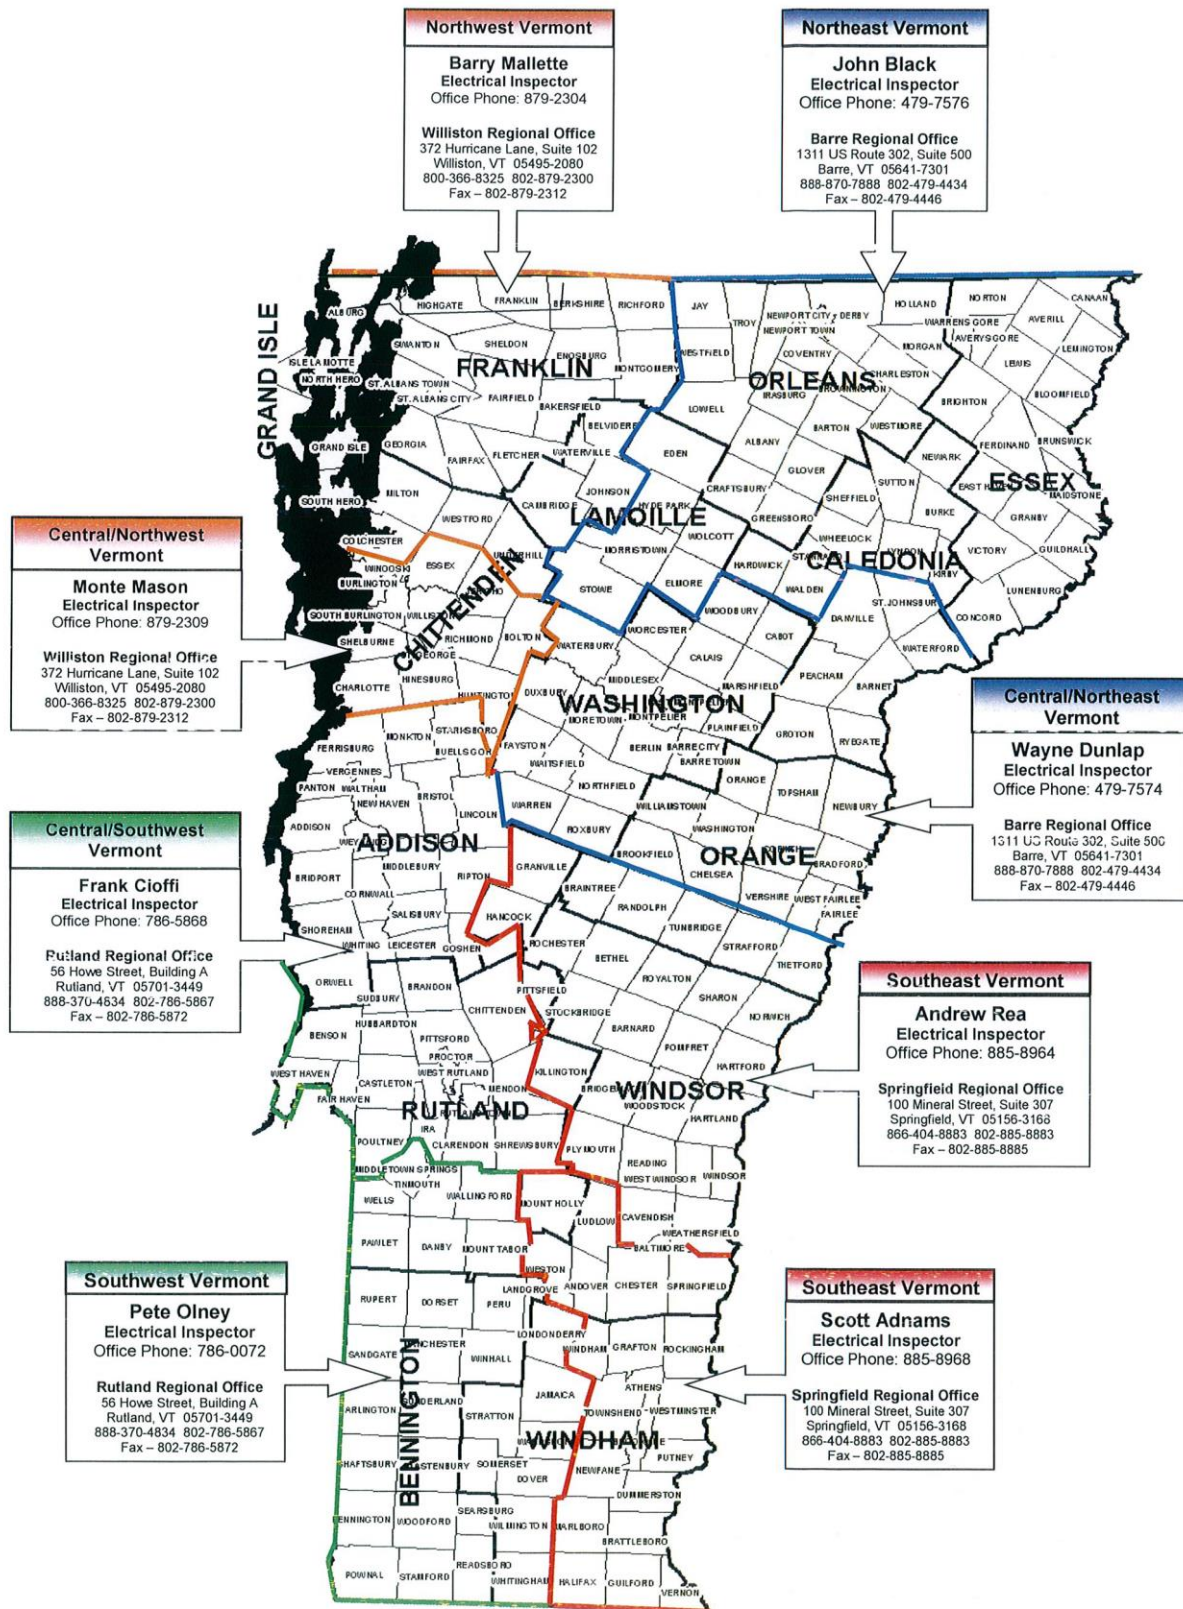 Northwest Vermont
Barry Mallette
Electrical Inspector
Office Phone: 879-2304
Williston Regional Office
372 Hurricane Lane, Suite 102
Williston, VT 05495-2080
800-366-8325 802-879-2300
Fax – 802-879-2312
Northeast Vermont
John Black
Electrical Inspector
Office Phone: 479-7576
Barre Regional Office
1311 US Route 302, Suite 500
Barre, VT 05641-7301
888-870-7888 802-479-4434
Fax – 802-479-4446
Central/Northwest
Vermont
Monte Mason
Electrical Inspector
Office Phone: 879-2309
Williston Regional Office
372 Hurricane Lane, Suite 102
Williston, VT 05495-2080
800-366-8325 802-879-2300
Fax – 802-879-2312
Central/Northeast
Vermont
Wayne Dunlap
Electrical Inspector
Office Phone: 479-7574
Barre Regional Office
1311 US Route 302, Suite 500
Barre, VT 05641-7301
888-870-7888 802-479-4434
Fax – 802-479-4446
Central/Southwest
Vermont
Frank Cioffi
Electrical Inspector
Office Phone: 786-5868
Rutland Regional Office
56 Howe Street, Building A
Rutland, VT 05701-3449
888-370-4834 802-786-5867
Fax – 802-786-5872
Southeast Vermont
Andrew Rea
Electrical Inspector
Office Phone: 885-8964
Springfield Regional Office
100 Mineral Street, Suite 307
Springfield, VT 05156-3168
866-404-8883 802-885-8883
Fax – 802-885-8885
Southwest Vermont
Pete Olney
Electrical Inspector
Office Phone: 786-0072
Rutland Regional Office
56 Howe Street, Building A
Rutland, VT 05701-3449
888-370-4834 802-786-5867
Fax – 802-786-5872
Southeast Vermont
Scott Adnams
Electrical Inspector
Office Phone: 885-8968
Springfield Regional Office
100 Mineral Street, Suite 307
Springfield, VT 05156-3168
866-404-8883 802-885-8883
Fax – 802-885-8885
GRAND ISLE
FRANKLIN
ORLEANS
ESSEX
LAMOILLE
CALEDONIA
CHITTENDEN
WASHINGTON
ADDISON
ORANGE
RUTLAND
WINDSOR
BENNINGTON
WINDHAM
ALBURG
HIGHGATE
FRANKLIN
BERKSHIRE
RICHFORD
JAY
TROY
NEWPORT CITY
DERBY
NEWPORT TOWN
HOLLAND
NORTON
CANAAN
WARRENS GORE
AVERILL
AVERYS GORE
LEMINGTON
MORGAN
LEWIS
ISLE LA MOTTE
SWANTON
SHELDON
ENOSBURG
MONTGOMERY
WESTFIELD
COVENTRY
CHARLESTON
BROWNINGTON
IRASBURG
BRIGHTON
BLOOMFIELD
NORTH HERO
ST. ALBANS TOWN
ST. ALBANS CITY
FAIRFIELD
BAKERSFIELD
BELVIDERE
LOWELL
BARTON
WESTMORE
FERDINAND
BRUNSWICK
GRAND ISLE
GEORGIA
FAIRFAX
FLETCHER
WATERVILLE
EDEN
ALBANY
GLOVER
NEWARK
SUTTON
EAST HAVEN
MAIDSTONE
SOUTH HERO
MILTON
WESTFORD
CAMBRIDGE
JOHNSON
HYDE PARK
CRAFTSBURY
GREENSBORO
SHEFFIELD
BURKE
GRANBY
GUILDHALL
COLCHESTER
ESSEX
UNDERHILL
MORRISTOWN
WOLCOTT
HARDWICK
STANNARD
WHEELOCK
LYNDON
KIRBY
VICTORY
LUNENBURG
WINOOSKI
BURLINGTON
SOUTH BURLINGTON
WILLISTON
STOWE
ELMORE
WOODBURY
WALDEN
DANVILLE
ST. JOHNSBURY
CONCORD
WATERFORD
SHELBURNE
ST GEORGE
RICHMOND
BOLTON
WATERBURY
WORCESTER
CALAIS
CABOT
PEACHAM
BARNET
CHARLOTTE
HINESBURG
HUNTINGTON
DUXBURY
MIDDLESEX
MARSHFIELD
MORETOWN
MONTPELIER
PLAINFIELD
GROTON
RYEGATE
FERRISBURG
MONKTON
STARKSBORO
BUELLS GORE
FAYSTON
WAITSFIELD
BERLIN
BARRE CITY
BARRE TOWN
ORANGE
TOPSHAM
NEWBURY
PANTON
VERGENNES
WALTHAM
NEW HAVEN
BRISTOL
LINCOLN
WARREN
NORTHFIELD
ROXBURY
WILLIAMSTOWN
WASHINGTON
BRADFORD
ADDISON
MIDDLEBURY
RIPTON
GRANVILLE
BROOKFIELD
CHELSEA
VERSHIRE
WEST FAIRLEE
FAIRLEE
BRIDPORT
CORNWALL
SALISBURY
HANCOCK
BRAINTREE
RANDOLPH
TUNBRIDGE
STRAFFORD
THETFORD
SHOREHAM
WHITING
LEICESTER
GOSHEN
ROCHESTER
BETHEL
ROYALTON
SHARON
NORWICH
ORWELL
SUDBURY
BRANDON
CHITTENDEN
PITTSFIELD
STOCKBRIDGE
BARNARD
POMFRET
HARTFORD
BENSON
HUBBARDTON
PITTSFORD
PROCTOR
WEST HAVEN
FAIR HAVEN
CASTLETON
WEST RUTLAND
MENDON
KILLINGTON
WOODSTOCK
HARTLAND
POULTNEY
IRA
CLARENDON
SHREWSBURY
PLYMOUTH
READING
WEST WINDSOR
WINDSOR
MIDDLETOWN SPRINGS
TINMOUTH
WELLS
WALLINGFORD
MOUNT HOLLY
LUDLOW
CAVENDISH
WEATHERSFIELD
BALTIMORE
PAWLET
DANBY
MOUNT TABOR
WESTON
ANDOVER
CHESTER
SPRINGFIELD
RUPERT
DORSET
PERU
LANDGROVE
LONDONDERRY
WINDHAM
GRAFTON
ROCKINGHAM
SANDGATE
WINHALL
JAMAICA
ATHENS
TOWNSHEND
WESTMINSTER
ARLINGTON
STRATTON
PUTNEY
SHAFTSBURY
SOMERSET
DOVER
NEWFANE
DUMMERSTON
WOODFORD
SEARSBURG
WILMINGTON
MARLBORO
BRATTLEBORO
POWNAL
STAMFORD
READSBORO
WHITINGHAM
HALIFAX
GUILFORD
VERNON